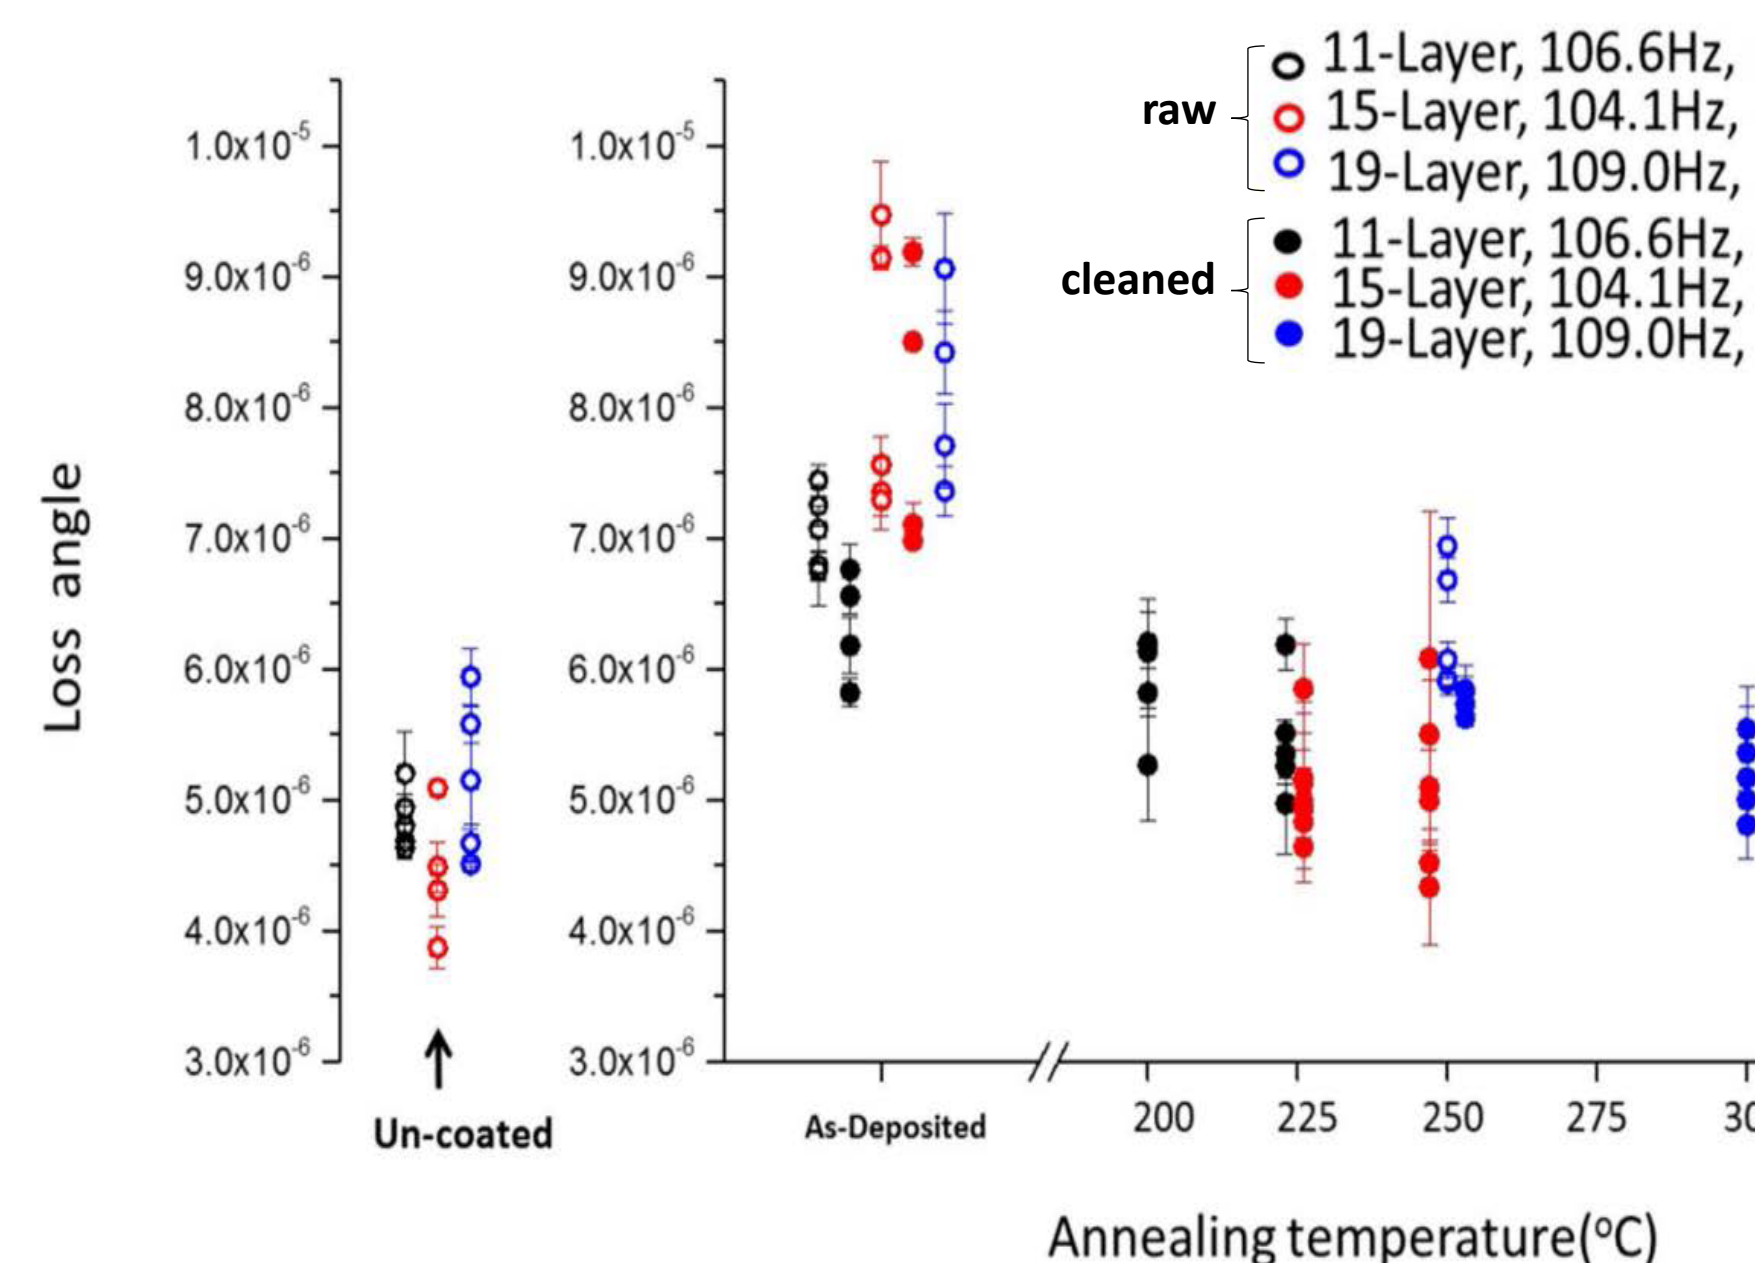 11-Layer, 106.6Hz,
raw
15-Layer, 104.1Hz,
19-Layer, 109.0Hz,
11-Layer, 106.6Hz,
cleaned
15-Layer, 104.1Hz,
19-Layer, 109.0Hz,
Loss angle
1.0x10⁻⁵
9.0x10⁻⁶
8.0x10⁻⁶
7.0x10⁻⁶
6.0x10⁻⁶
5.0x10⁻⁶
4.0x10⁻⁶
3.0x10⁻⁶
1.0x10⁻⁵
9.0x10⁻⁶
8.0x10⁻⁶
7.0x10⁻⁶
6.0x10⁻⁶
5.0x10⁻⁶
4.0x10⁻⁶
3.0x10⁻⁶
Un-coated
As-Deposited
200 225 250 275
Annealing temperature(°C)